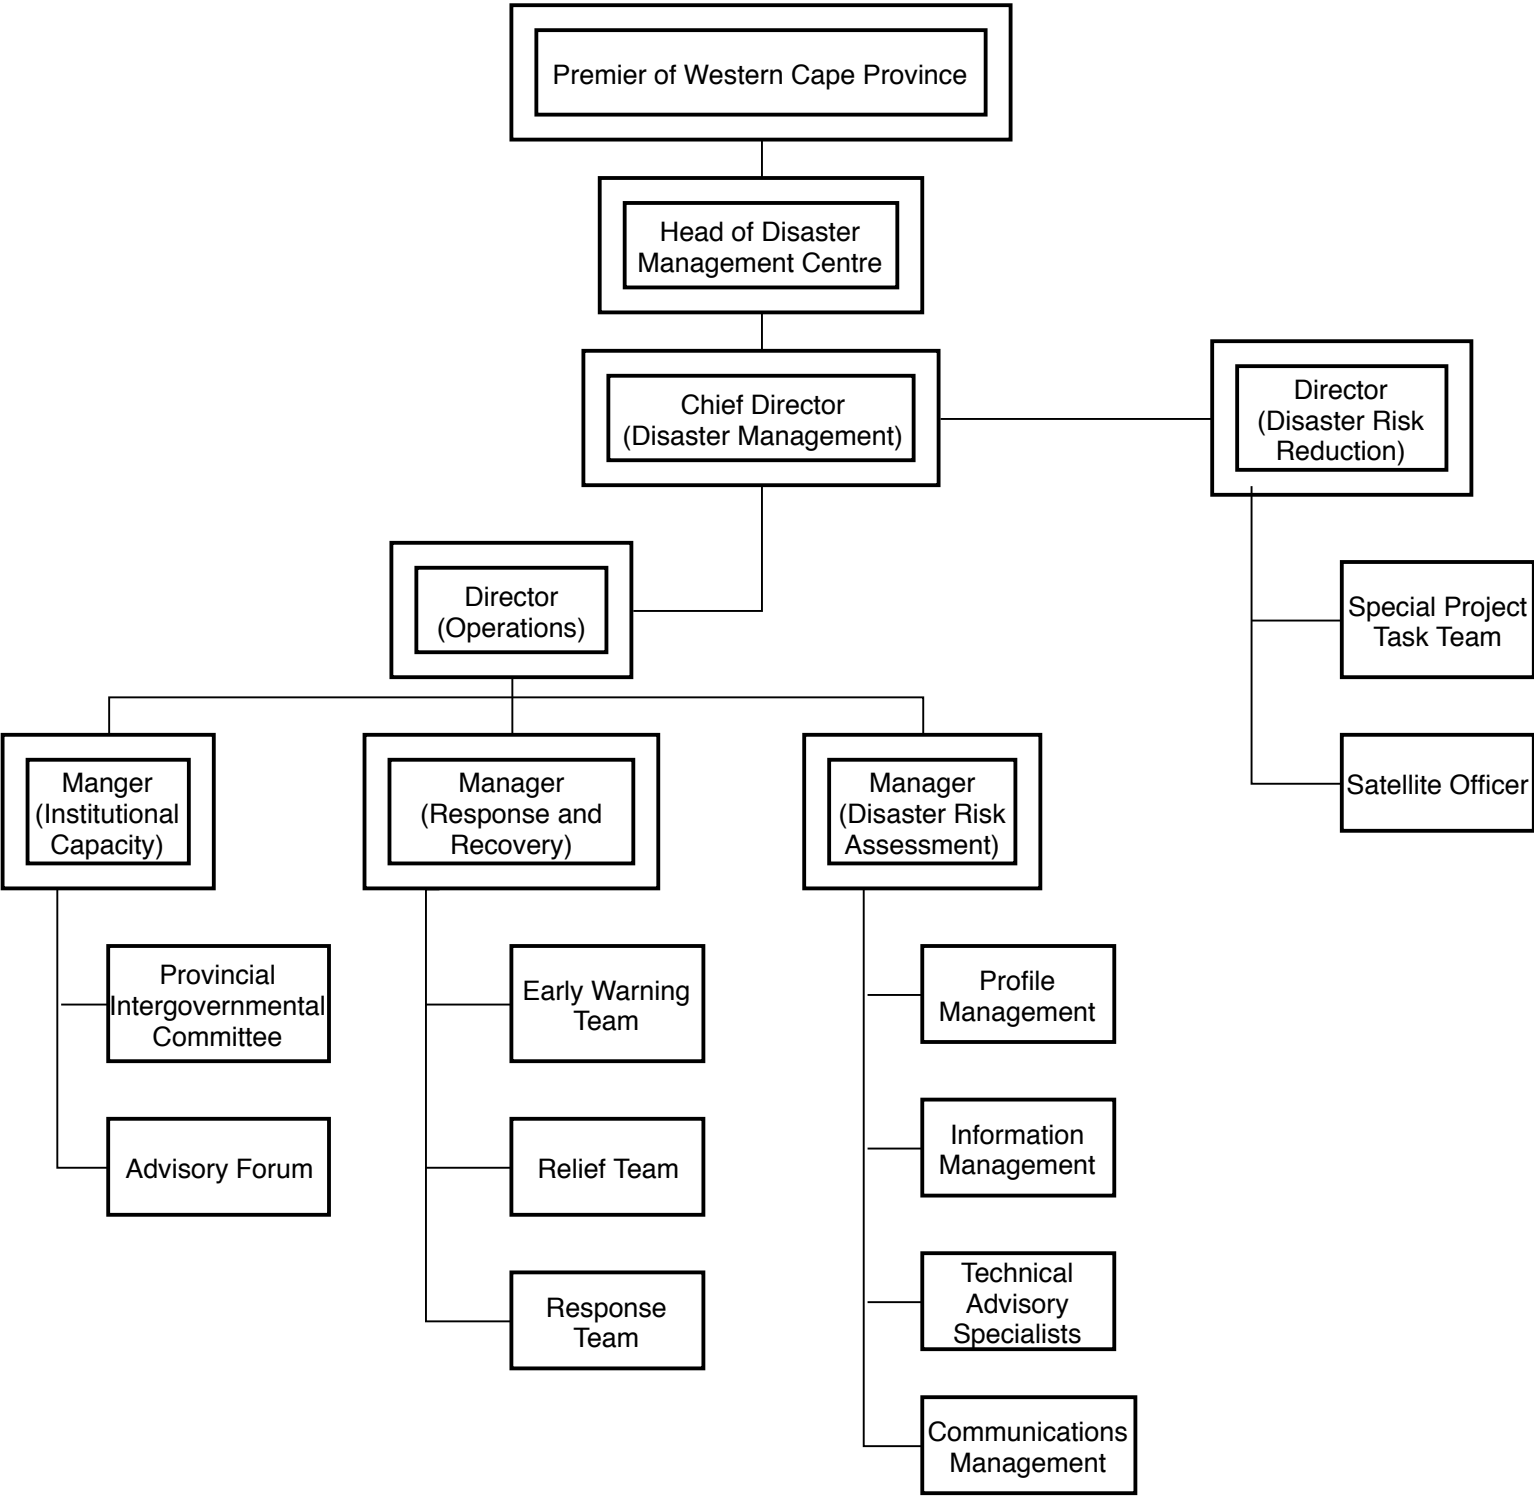 Premier of Western Cape Province
Head of Disaster
Management Centre
Chief Director
(Disaster Management)
Director
(Disaster Risk
Reduction)
Director
(Operations)
Special Project
Task Team
Satellite Officer
Manger
(Institutional
Capacity)
Manager
(Response and
Recovery)
Manager
(Disaster Risk
Assessment)
Provincial
Intergovernmental
Committee
Advisory Forum
Early Warning
Team
Relief Team
Response
Team
Profile
Management
Information
Management
Technical
Advisory
Specialists
Communications
Management